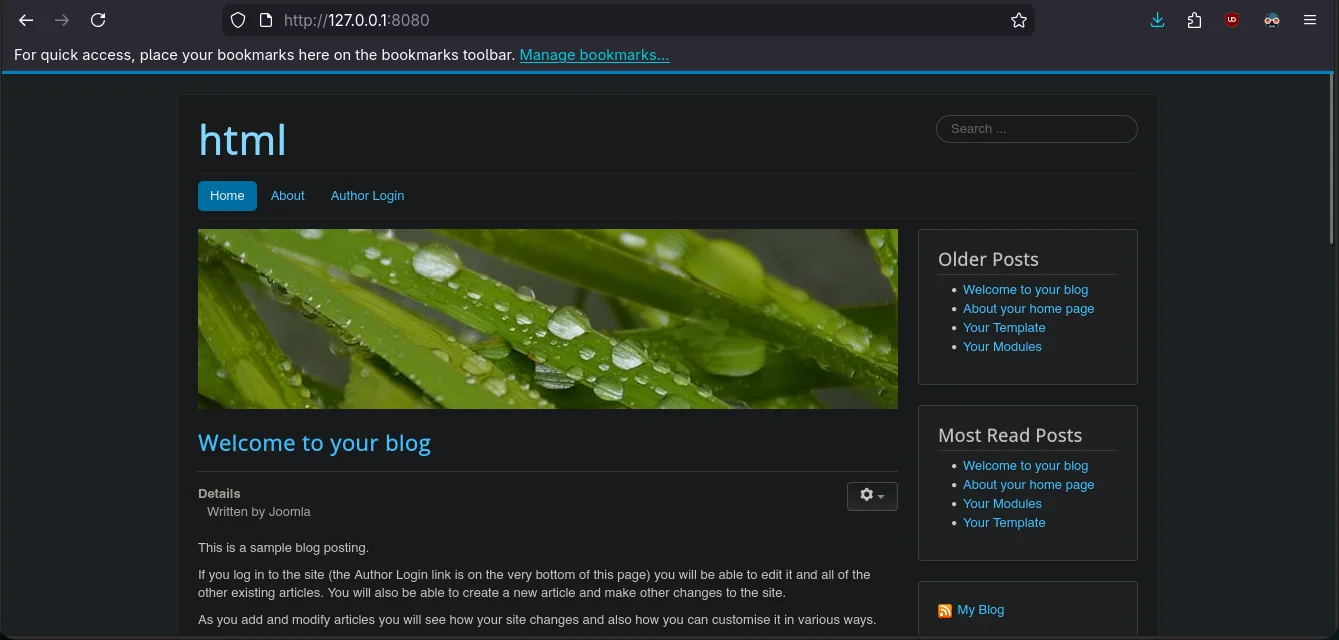 http://127.0.0.1:8080
For quick access, place your bookmarks here on the bookmarks toolbar. Manage bookmarks...
html
Search ...
Home About Author Login
Welcome to your blog
Details
Written by Joomla
This is a sample blog posting.
If you log in to the site (the Author Login link is on the very bottom of this page) you will be able to edit it and all of the
other existing articles. You will also be able to create a new article and make other changes to the site.
As you add and modify articles you will see how your site changes and also how you can customise it in various ways.
Older Posts
Welcome to your blog
About your home page
Your Template
Your Modules
Most Read Posts
Welcome to your blog
About your home page
Your Modules
Your Template
My Blog